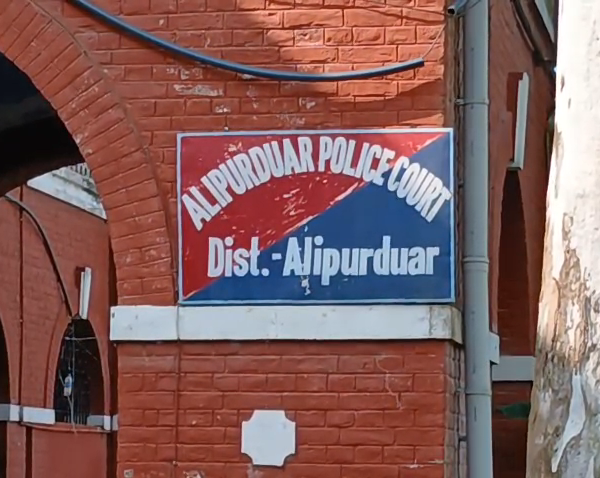 ALIPURDUAR POLICE COURT
Dist.-Alipurduar